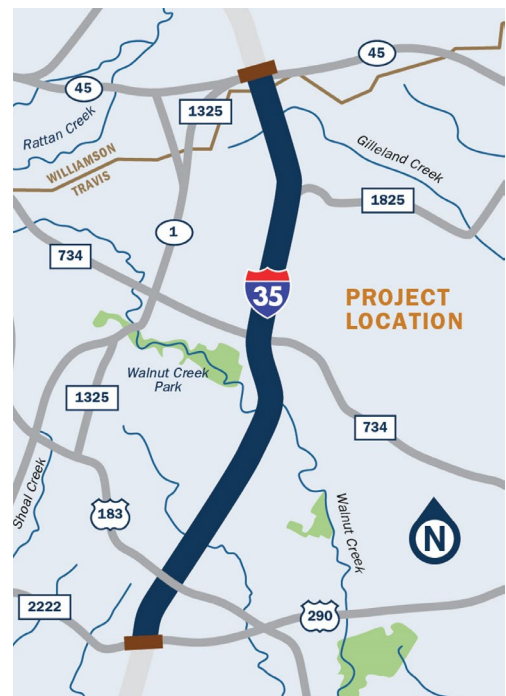 45
45
1325
Rattan Creek
Gilleland Creek
WILLIAMSON
TRAVIS
1825
1
734
35
PROJECT
LOCATION
Walnut Creek
Park
1325
734
Shoal Creek
183
Walnut Creek
N
2222
290